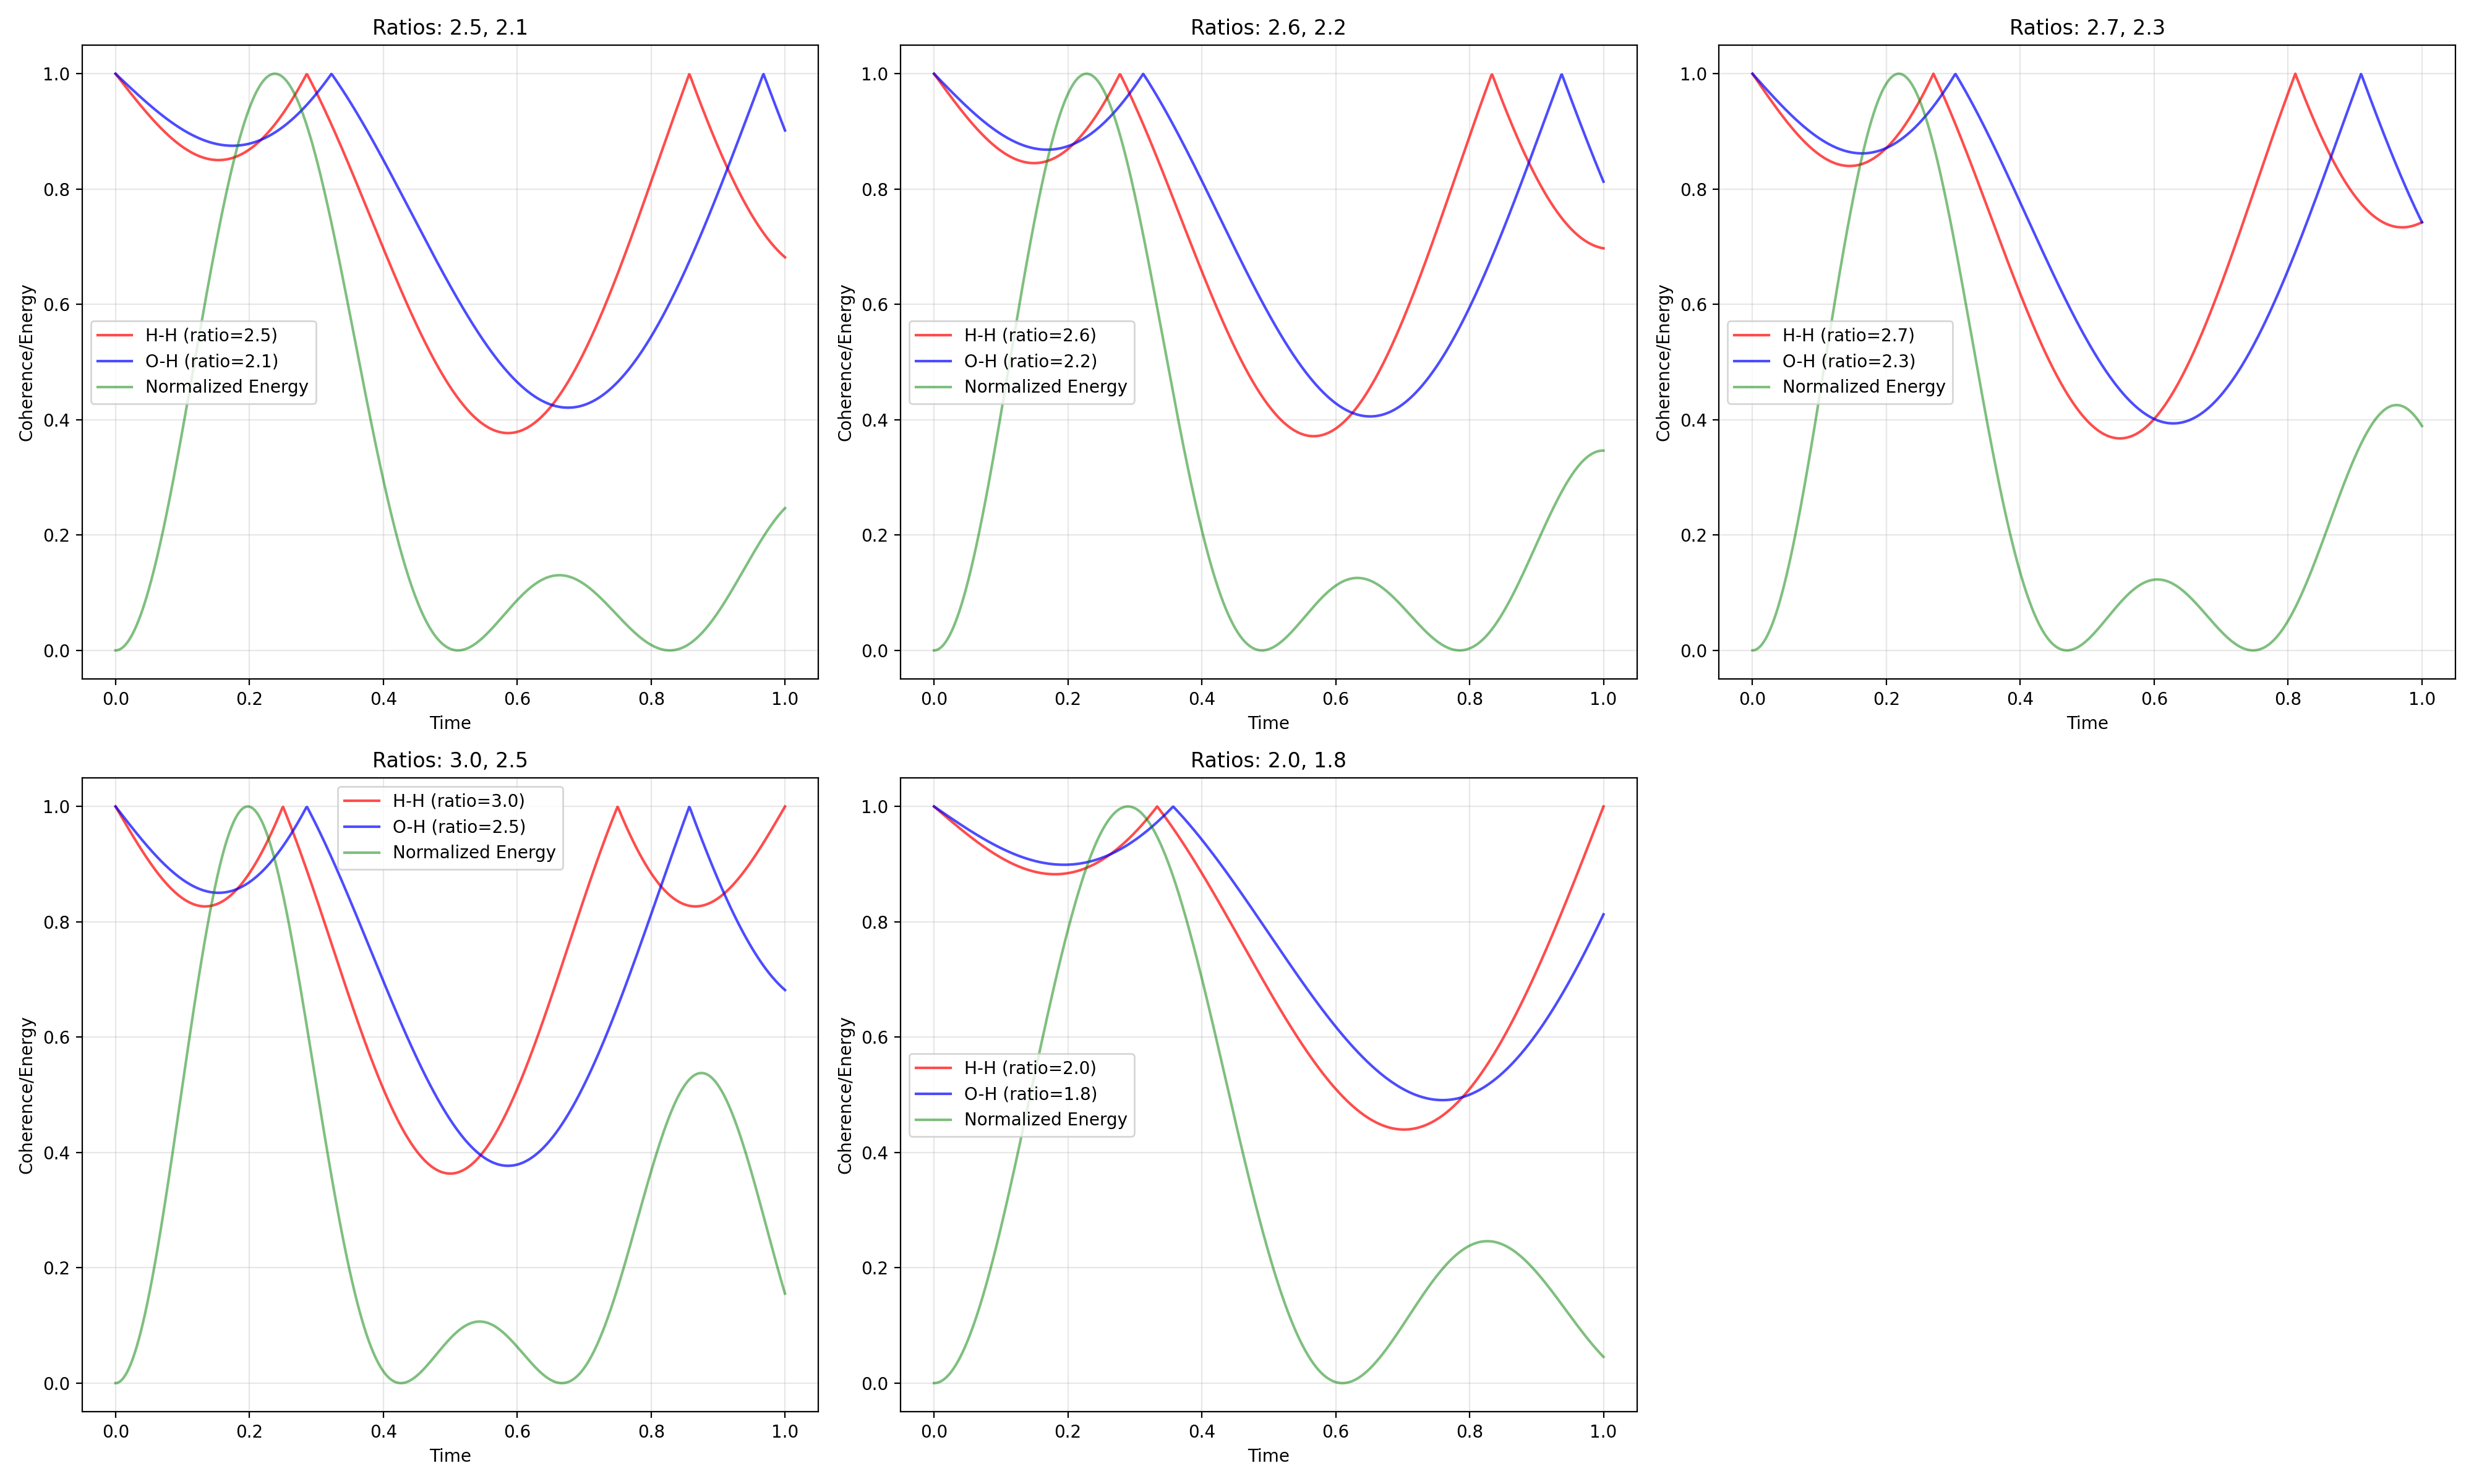 Ratios: 2.5, 2.1
Coherence/Energy
1.0
0.8
0.6
0.4
0.2
0.0
H-H (ratio=2.5)
O-H (ratio=2.1)
Normalized Energy
0.0 0.2 0.4 0.6 0.8 1.0
Time
Ratios: 2.6, 2.2
Coherence/Energy
1.0
0.8
0.6
0.4
0.2
0.0
H-H (ratio=2.6)
O-H (ratio=2.2)
Normalized Energy
0.0 0.2 0.4 0.6 0.8 1.0
Time
Ratios: 2.7, 2.3
Coherence/Energy
1.0
0.8
0.6
0.4
0.2
0.0
H-H (ratio=2.7)
O-H (ratio=2.3)
Normalized Energy
0.0 0.2 0.4 0.6 0.8 1.0
Time
Ratios: 3.0, 2.5
Coherence/Energy
1.0
0.8
0.6
0.4
0.2
0.0
H-H (ratio=3.0)
O-H (ratio=2.5)
Normalized Energy
0.0 0.2 0.4 0.6 0.8 1.0
Time
Ratios: 2.0, 1.8
Coherence/Energy
1.0
0.8
0.6
0.4
0.2
0.0
H-H (ratio=2.0)
O-H (ratio=1.8)
Normalized Energy
0.0 0.2 0.4 0.6 0.8 1.0
Time